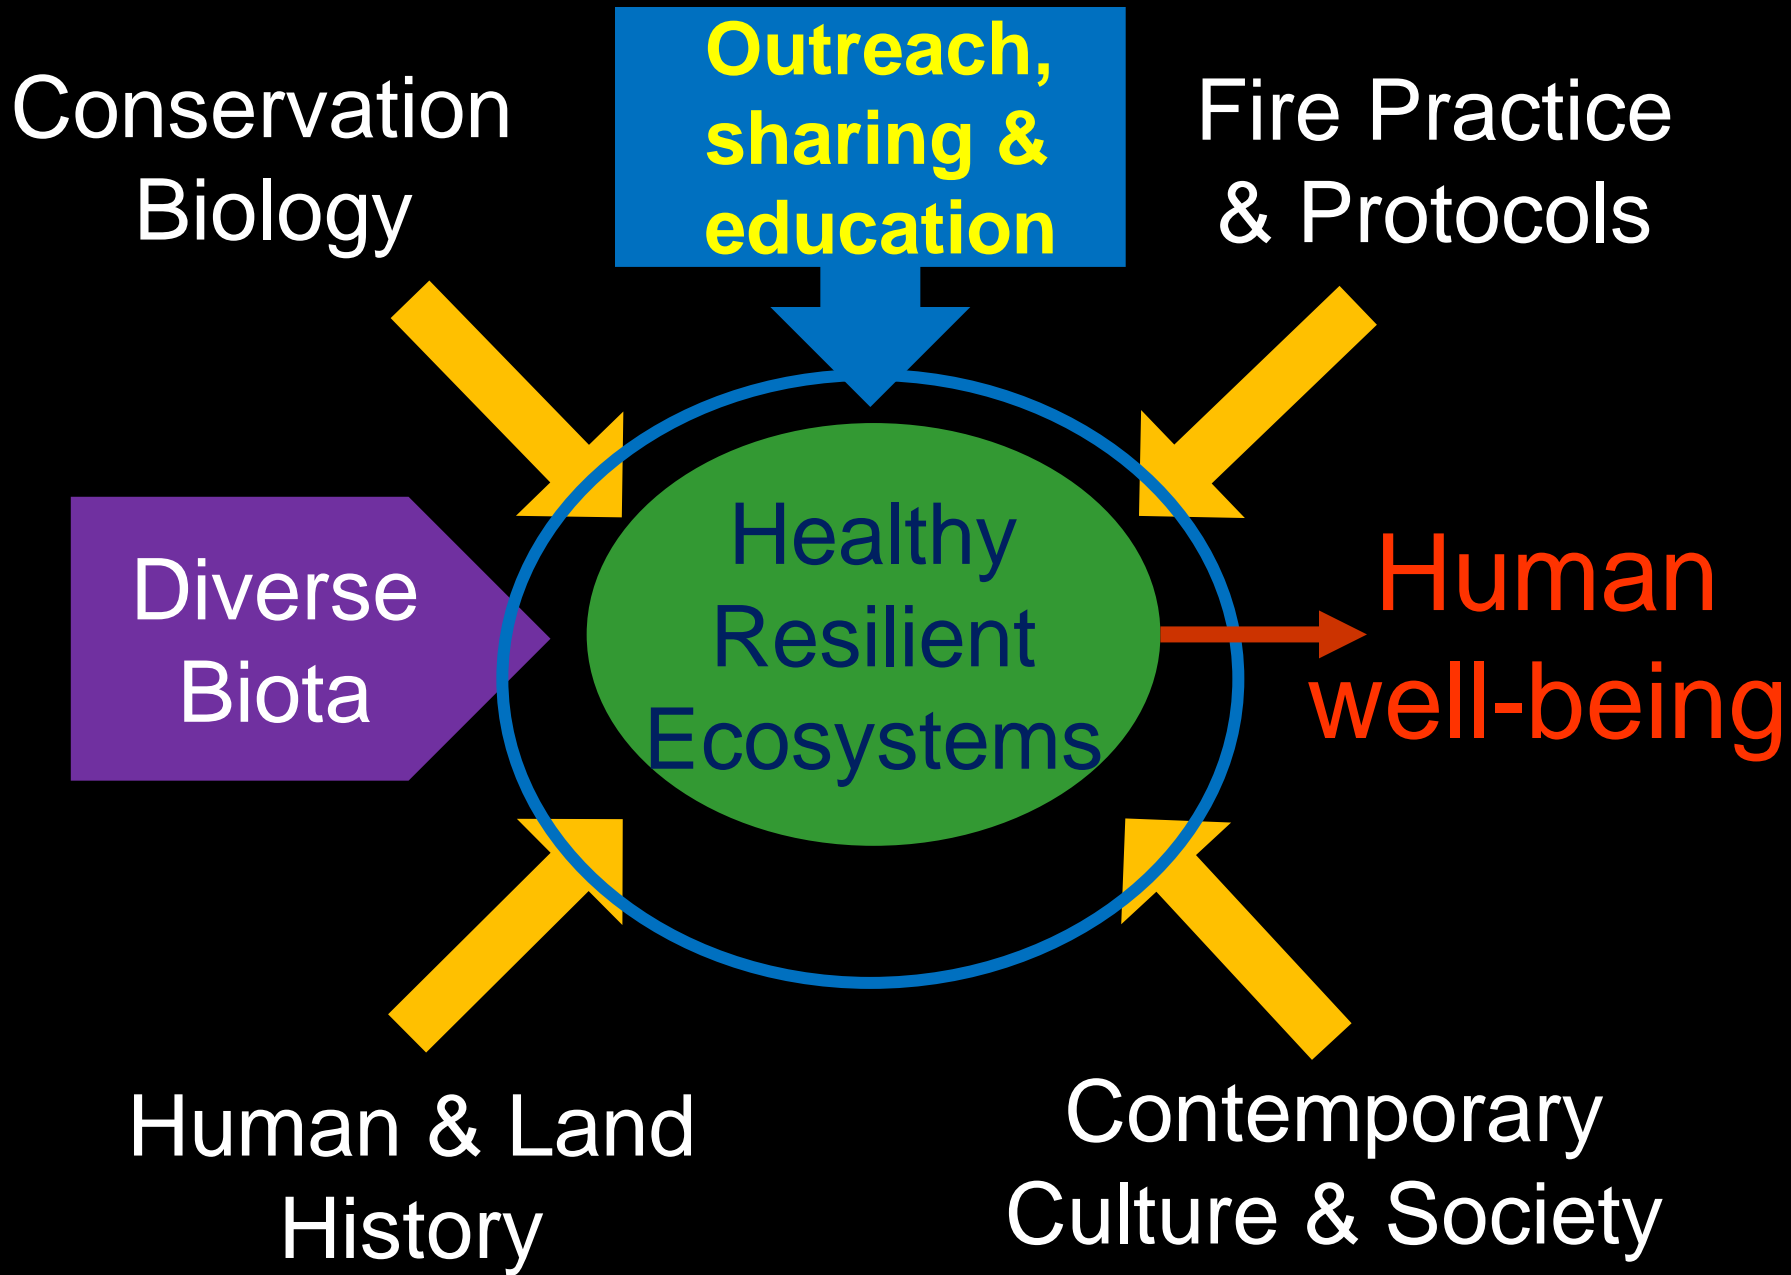 Conservation
Biology
Outreach,
sharing &
education
Fire Practice
& Protocols
Diverse
Biota
Healthy
Resilient
Ecosystems
Human
well-being
Human & Land
History
Contemporary
Culture & Society